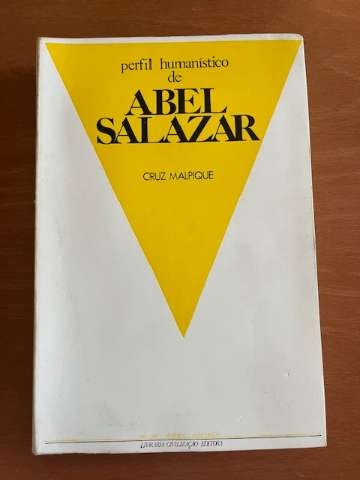 perfil humanístico
de
ABEL
SALAZAR
CRUZ MALPIQUE
LIVRARIA CIVILIZAÇÃO EDITORA